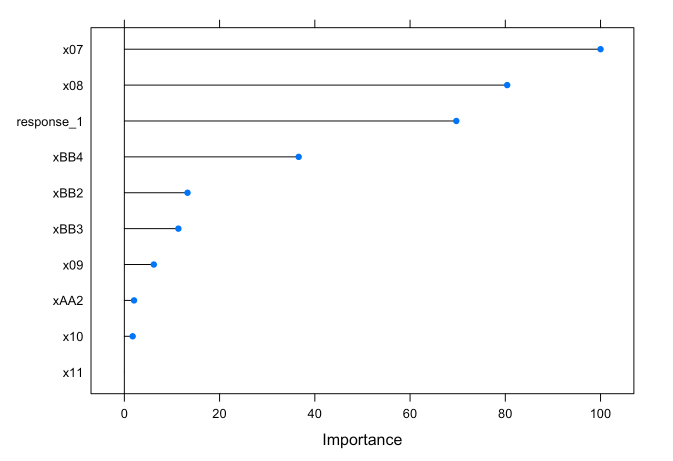 x07
x08
response_1
xBB4
xBB2
xBB3
x09
xAA2
x10
x11
0 20 40 60 80 100
Importance